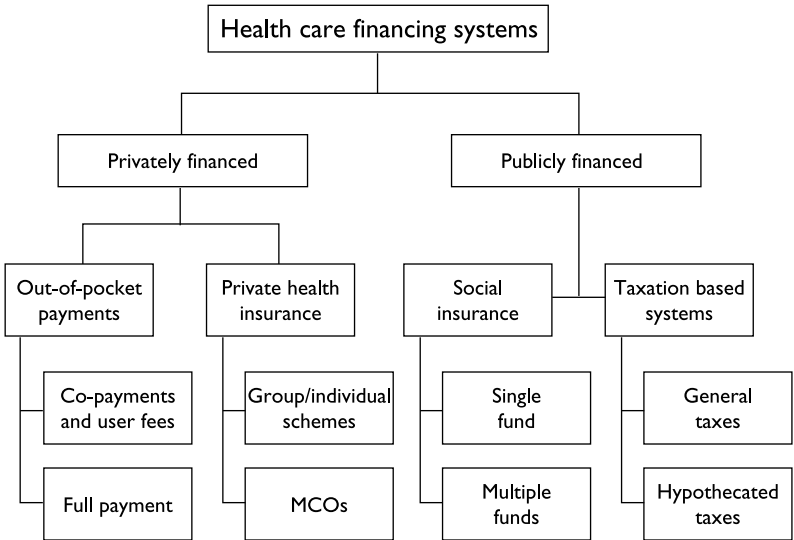 Health care financing systems
Privately financed
Publicly financed
Out-of-pocket
payments
Private health
insurance
Social
insurance
Taxation based
systems
Co-payments
and user fees
Group/individual
schemes
Single
fund
General
taxes
Full payment
MCOs
Multiple
funds
Hypothecated
taxes